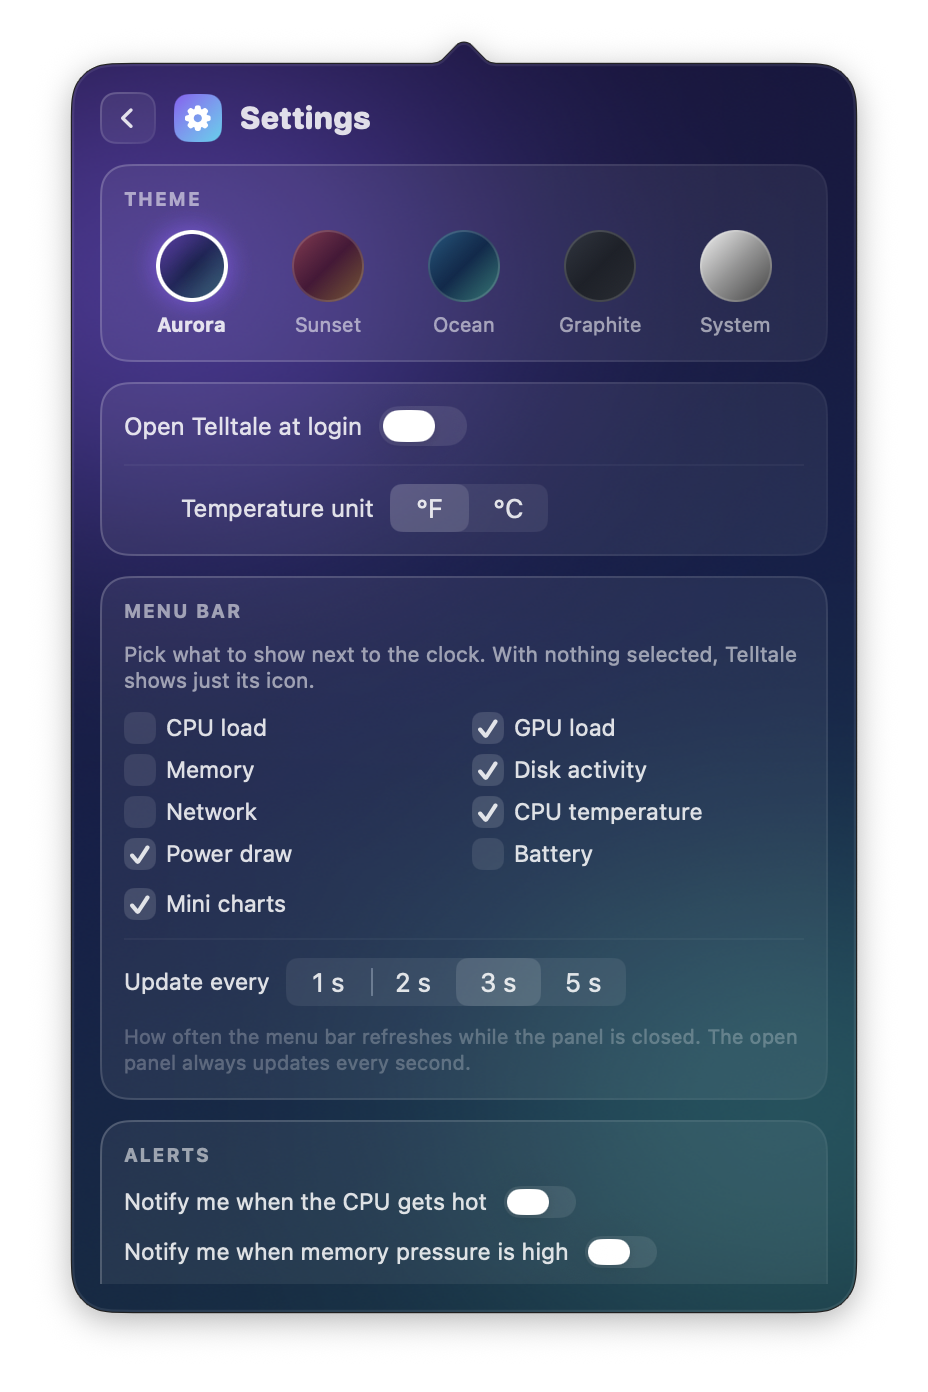 Settings
THEME
Aurora
Sunset
Ocean
Graphite
System
Open Telltale at login
Temperature unit °F °C
MENU BAR
Pick what to show next to the clock. With nothing selected, Telltale
shows just its icon.
CPU load
GPU load
Memory
Disk activity
Network
CPU temperature
Power draw
Battery
Mini charts
Update every 1 s 2 s 3 s 5 s
How often the menu bar refreshes while the panel is closed. The open
panel always updates every second.
ALERTS
Notify me when the CPU gets hot
Notify me when memory pressure is high